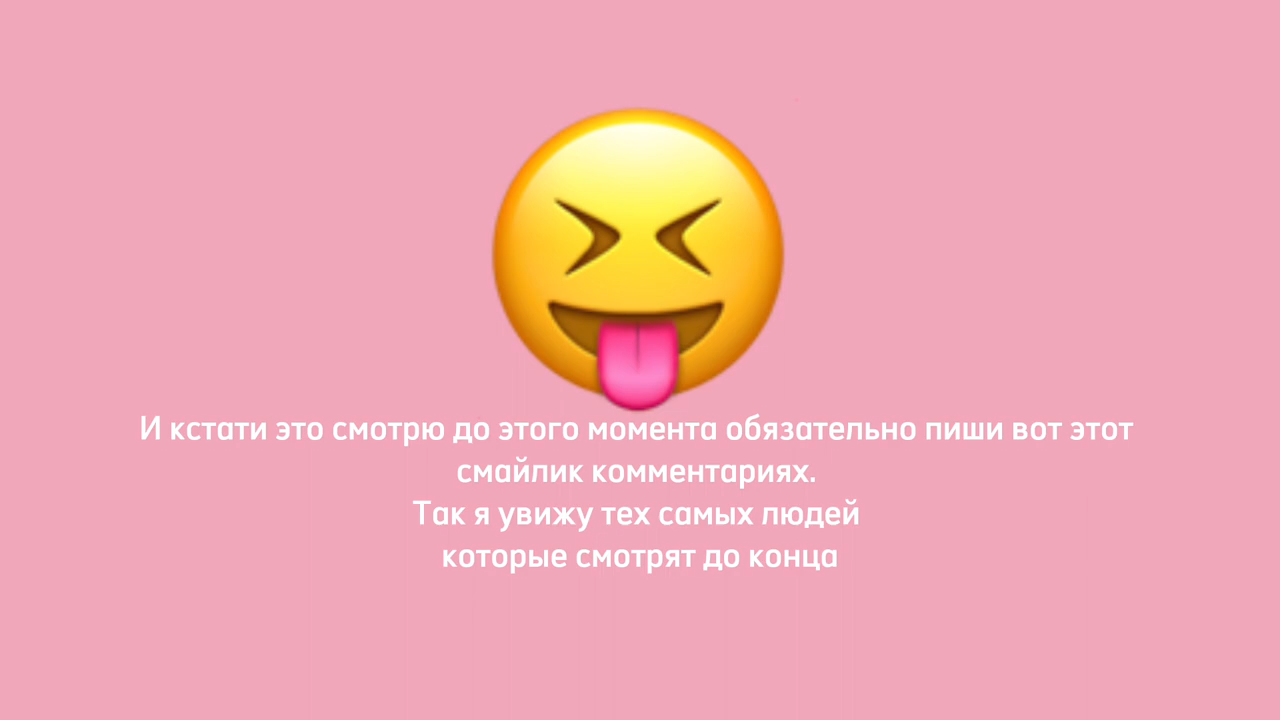 И кстати это смотрю до этого момента обязательно пиши вот этот
смайлик комментариях.
Так я увижу тех самых людей
которые смотрят до конца